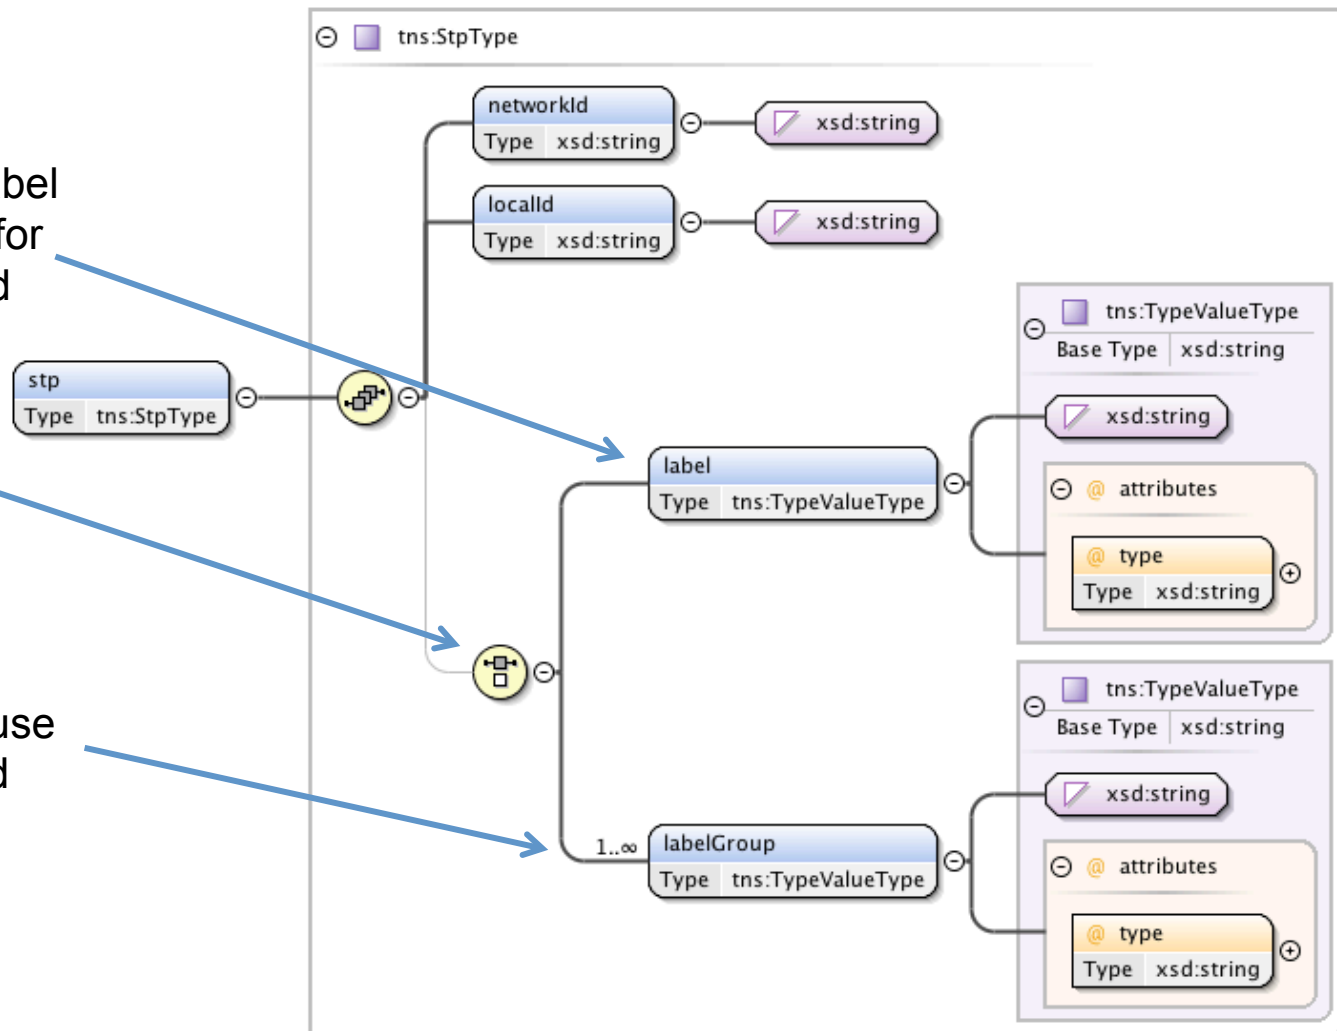 tns:StpType
networkId
Type xsd:string
xsd:string
localId
Type xsd:string
xsd:string
bel
for
d
stp
Type tns:StpType
tns:TypeValueType
Base Type xsd:string
xsd:string
label
Type tns:TypeValueType
@ attributes
@ type
Type xsd:string
use
d
tns:TypeValueType
Base Type xsd:string
xsd:string
1..∞
labelGroup
Type tns:TypeValueType
@ attributes
@ type
Type xsd:string